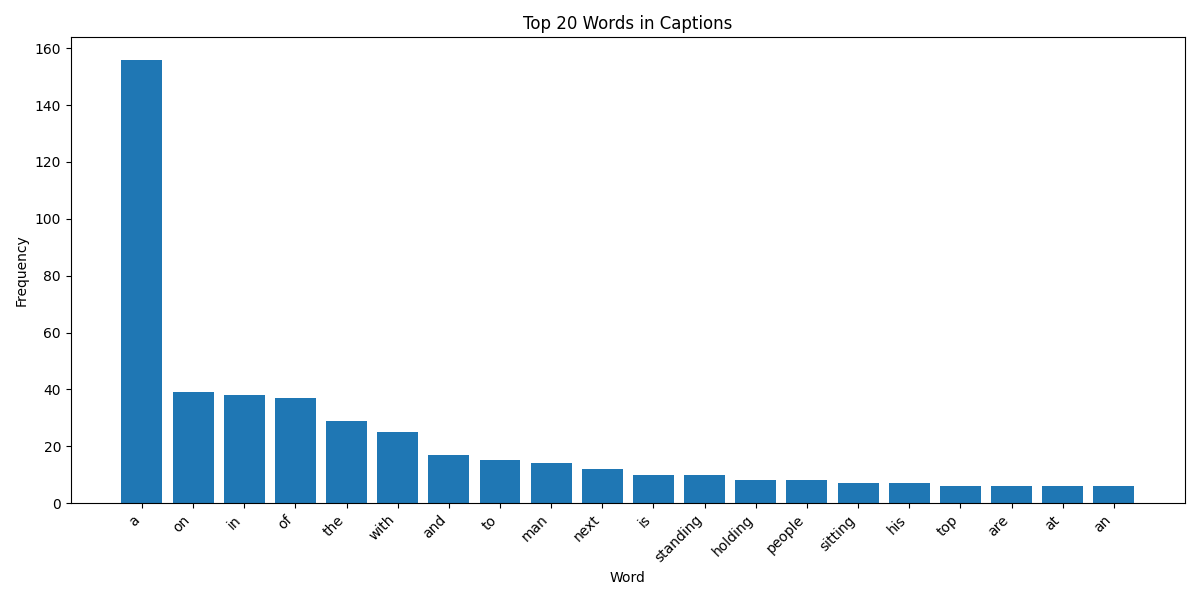 Top 20 Words in Captions
160
140
120
100
80
60
40
20
0
Frequency
a
on
in
of
the
with
and
to
man
next
is
standing
holding
people
sitting
his
top
are
at
an
Word